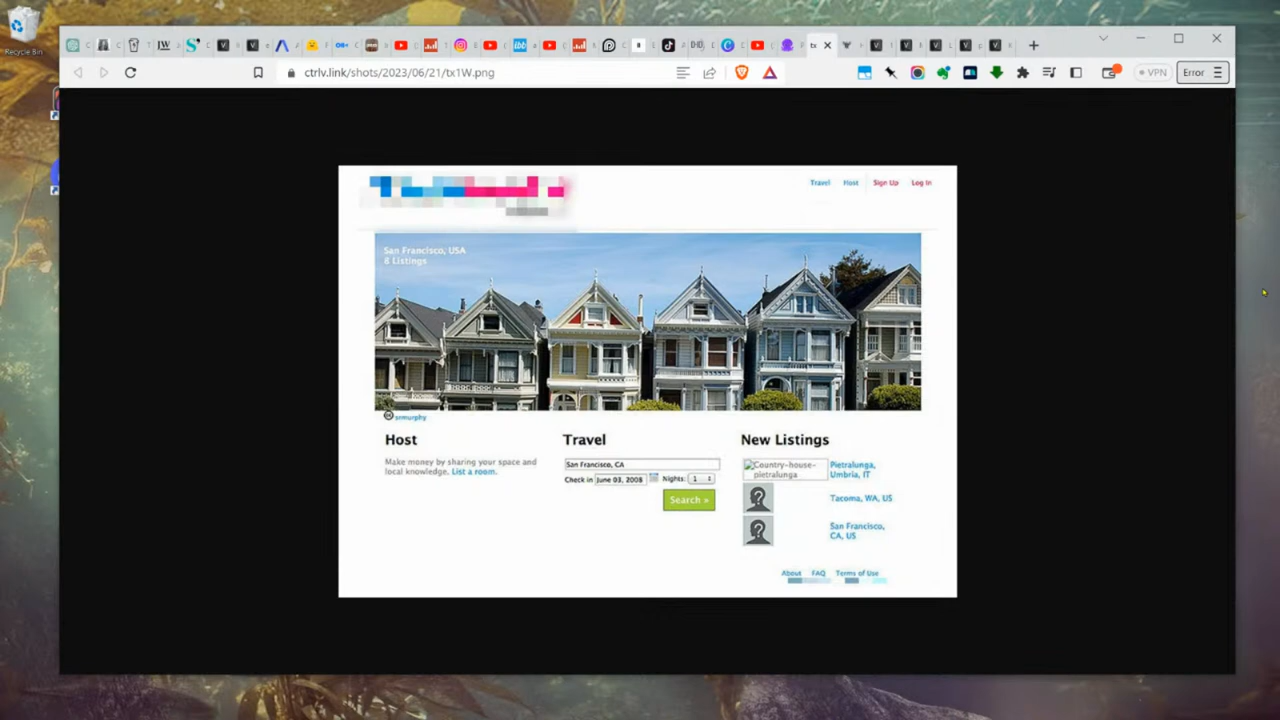 Recycle Bin
ctrlv.link/shots/2023/06/21/tx1W.png
VPN
Error
Travel Host Sign Up Log In
San Francisco, USA
8 Listings
srmurphy
Host
Make money by sharing your space and
local knowledge. List a room.
Travel
San Francisco, CA
Check in June 03, 2008 Nights: 1
Search »
New Listings
Country-house-
pietralunga
Pietralunga,
Umbria, IT
Tacoma, WA, US
San Francisco,
CA, US
About FAQ Terms of Use